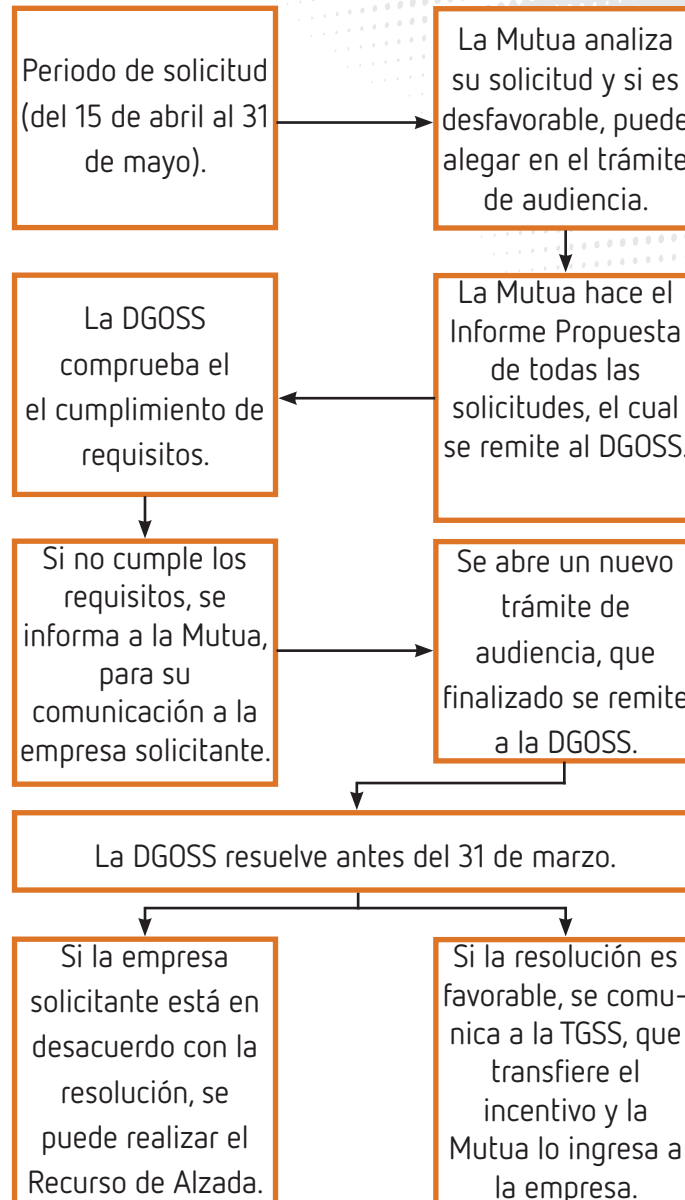 Periodo de solicitud
(del 15 de abril al 31
de mayo).
La Mutua analiza
su solicitud y si es
desfavorable, puede
alegar en el trámite
de audiencia.
La Mutua hace el
Informe Propuesta
de todas las
solicitudes, el cual
se remite al DGOSS.
La DGOSS
comprueba el
el cumplimiento de
requisitos.
Si no cumple los
requisitos, se
informa a la Mutua,
para su
comunicación a la
empresa solicitante.
Se abre un nuevo
trámite de
audiencia, que
finalizado se remite
a la DGOSS.
La DGOSS resuelve antes del 31 de marzo.
Si la empresa
solicitante está en
desacuerdo con la
resolución, se
puede realizar el
Recurso de Alzada.
Si la resolución es
favorable, se comu-
nica a la TGSS, que
transfiere el
incentivo y la
Mutua lo ingresa a
la empresa.